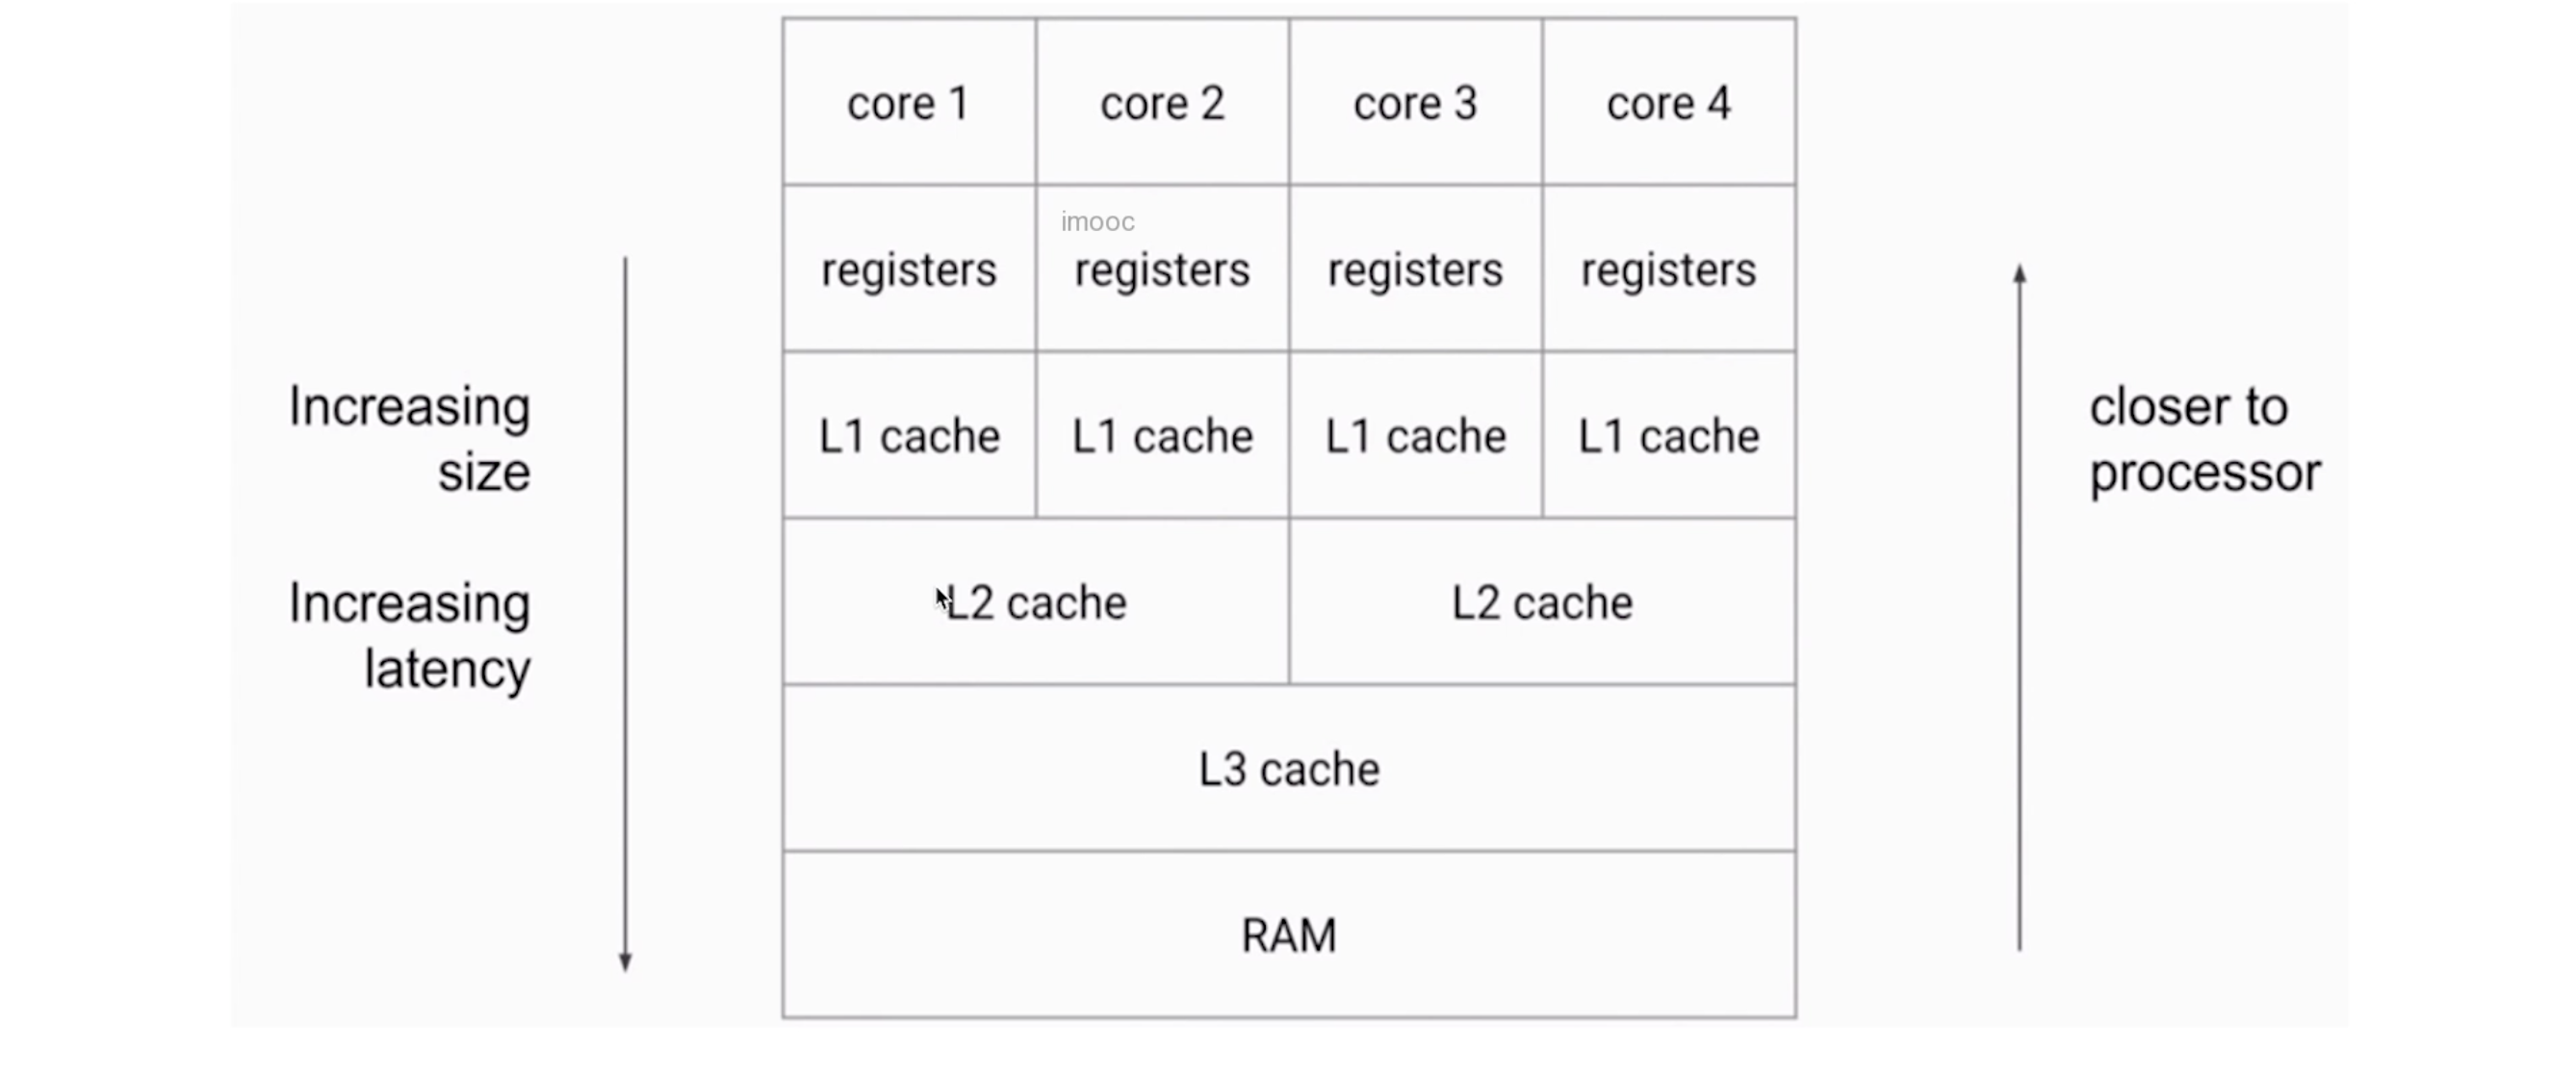 core 1 core 2 core 3 core 4
imooc
registers registers registers registers
Increasing
size
L1 cache L1 cache L1 cache L1 cache
closer to
processor
Increasing
latency
L2 cache L2 cache
L3 cache
RAM